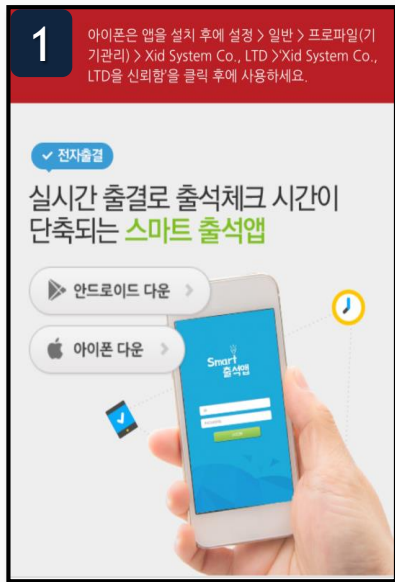 1
아이폰은 앱을 설치 후에 설정 > 일반 > 프로파일(기
기관리) > Xid System Co., LTD >'Xid System Co.,
LTD을 신뢰함'을 클릭 후에 사용하세요.
전자출결
실시간 출결로 출석체크 시간이
단축되는 스마트 출석앱
안드로이드 다운 >
아이폰 다운 >
Smart
출석앱